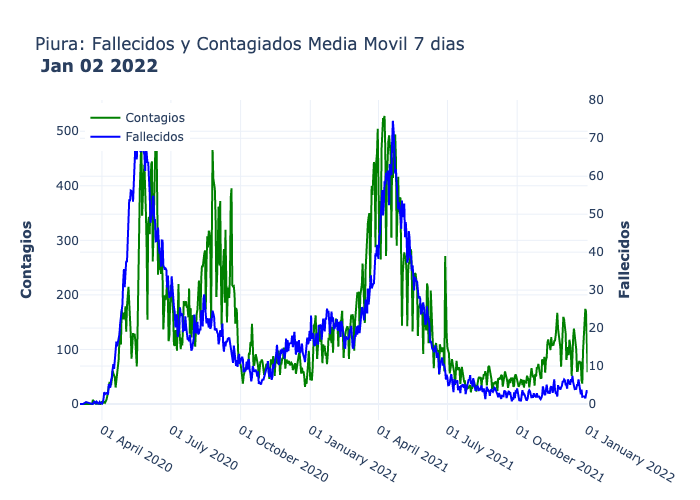 Piura: Fallecidos y Contagiados Media Movil 7 dias
Jan 02 2022
Contagios
Fallecidos
Contagios
500
400
300
200
100
0
Fallecidos
80
70
60
50
40
30
20
10
0
01 April 2020
01 July 2020
01 October 2020
01 January 2021
01 April 2021
01 July 2021
01 October 2021
01 January 2022